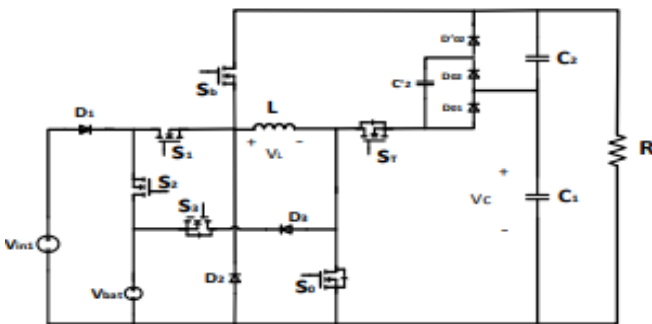 D'02
C'2
D02
D01
C2
Sb
L
D1
S1
+ VL -
ST
R
S2
S3
D3
+
Vc
-
C1
Vin1
Vbat
D2
S0